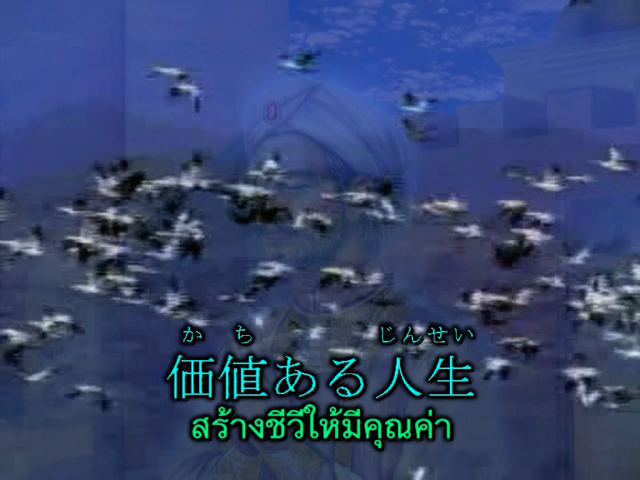 か ち じんせい
価値ある人生
สร้างชีวีให้มีคุณค่า